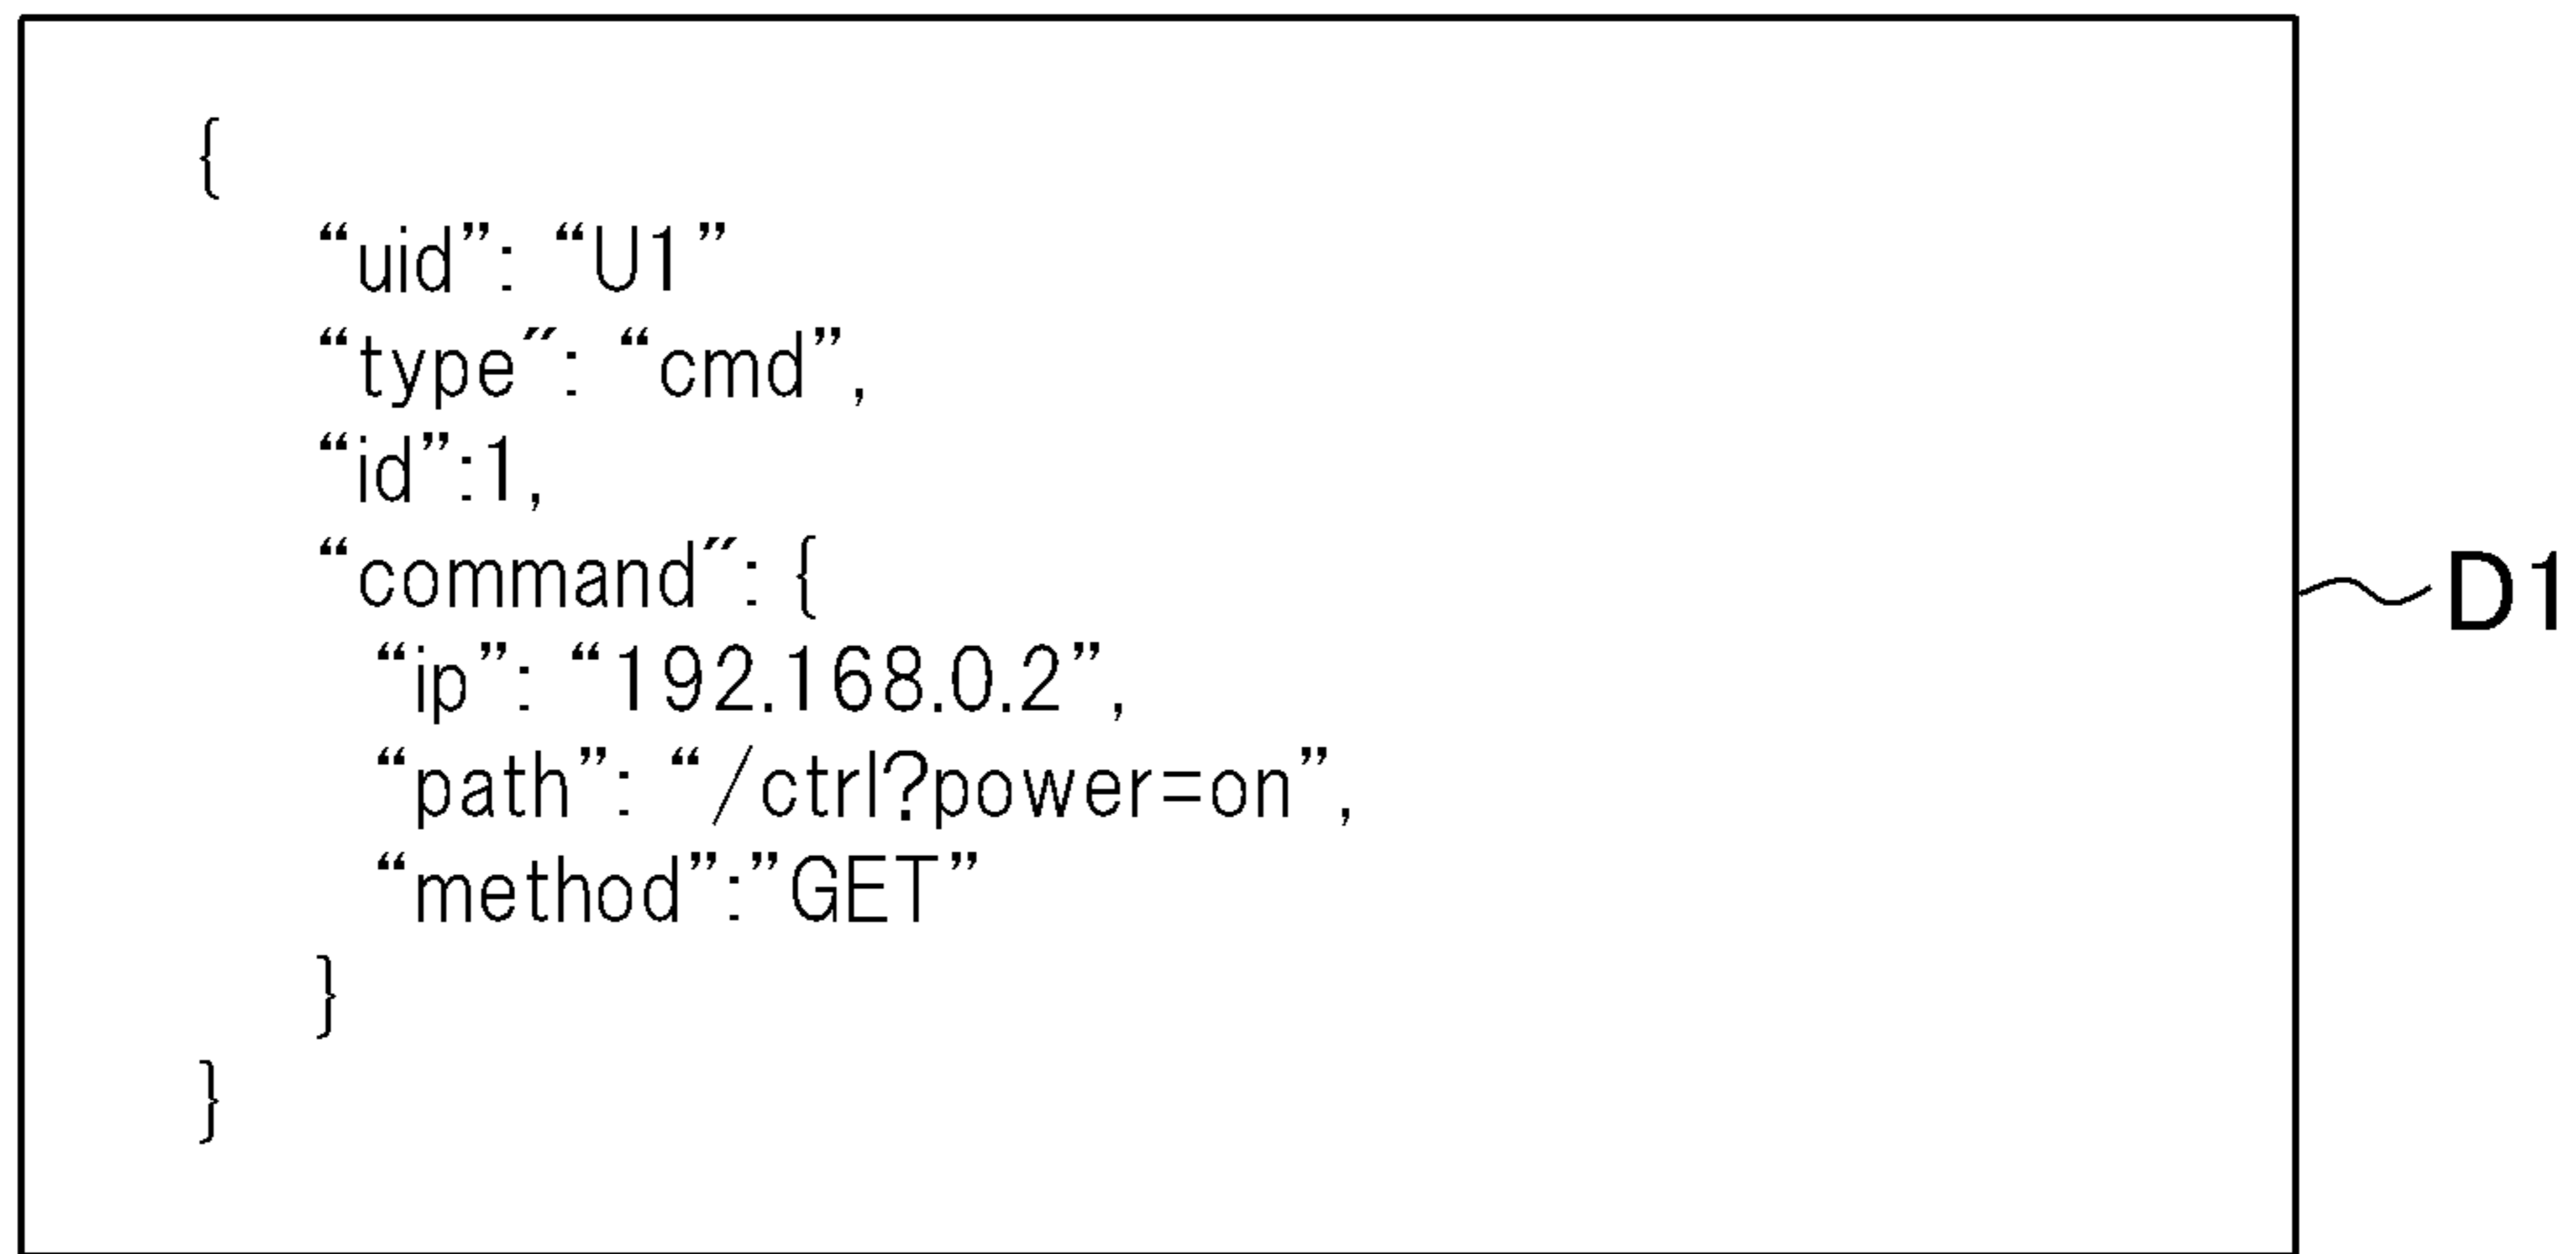 {
“uid”: “U1”
“type″: “cmd”,
“id”:1,
“command″: {
“ip”: “192.168.0.2”,
“path”: “/ctrl?power=on”,
“method”:”GET”
}
}
D1